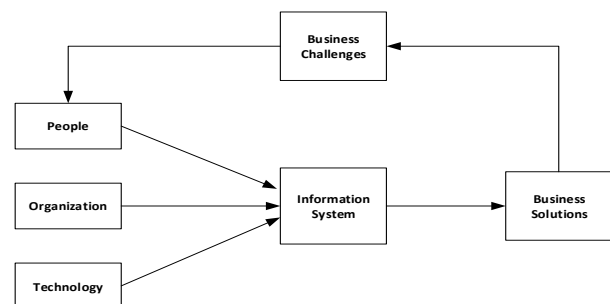 Business
Challenges
People
Organization
Technology
Information
System
Business
Solutions